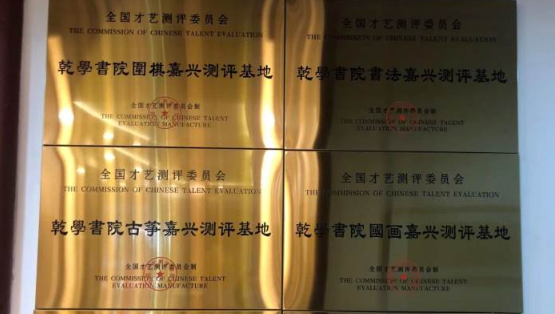 全国才艺测评委员会
THE COMMISSION OF CHINESE TALENT EVALUATION
乾學書院圍棋嘉兴测评基地
全国才艺测评委员会制
THE COMMISSION OF CHINESE TALENT
EVALUATION MANUFACTURE
全国才艺测评委员会
THE COMMISSION OF CHINESE TALENT EVALUATION
乾學書院書法嘉兴测评基地
全国才艺测评委员会制
THE COMMISSION OF CHINESE TALENT
EVALUATION MANUFACTURE
全国才艺测评委员会
THE COMMISSION OF CHINESE TALENT EVALUATION
乾學書院古筝嘉兴测评基地
全国才艺测评委员会制
THE COMMISSION OF CHINESE TALENT
EVALUATION MANUFACTURE
全国才艺测评委员会
THE COMMISSION OF CHINESE TALENT EVALUATION
乾學書院國画嘉兴测评基地
全国才艺测评委员会制
THE COMMISSION OF CHINESE TALENT
EVALUATION MANUFACTURE